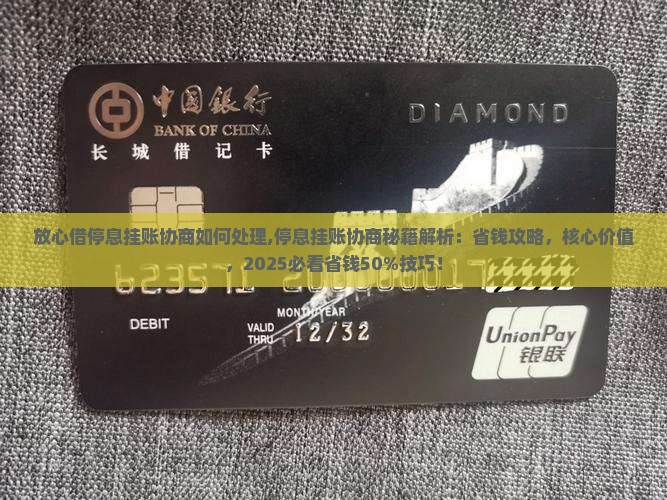 中国銀行
BANK OF CHINA
长城借记卡
DIAMOND
放心借停息挂账协商如何处理,停息挂账协商秘籍解析：省钱攻略，核心价值
，2025必看省钱50%技巧！
DEBIT
MONTH/YEAR
VALID THRU 12/32
UnionPay
银联